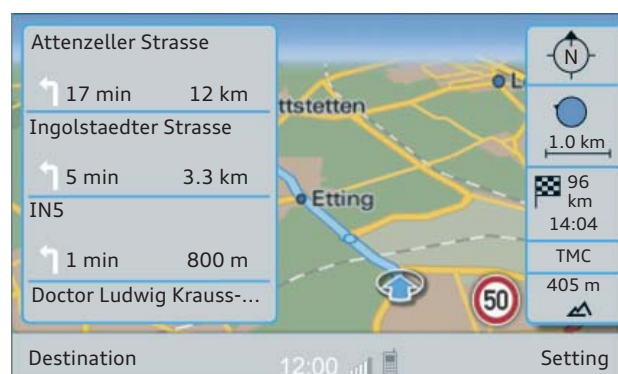 Attenzeller Strasse
17 min 12 km
Ingolstaedter Strasse
5 min 3.3 km
IN5
1 min 800 m
Doctor Ludwig Krauss-...
ttstetten
L
Etting
50
N
1.0 km
96
km
14:04
TMC
405 m
Destination
12:00
Setting